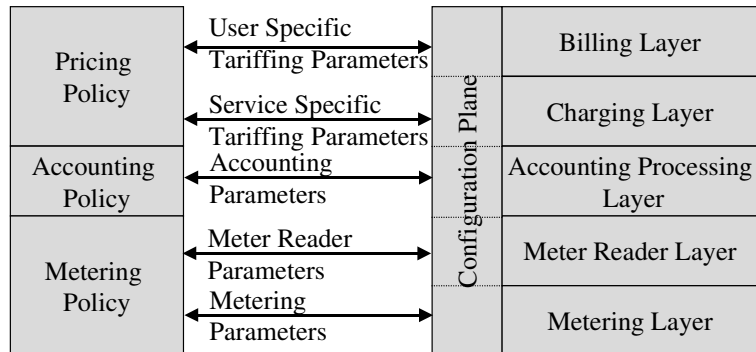 Pricing
Policy
Accounting
Policy
Metering
Policy
User Specific
Tariffing Parameters
Service Specific
Tariffing Parameters
Accounting
Parameters
Meter Reader
Parameters
Metering
Parameters
Configuration Plane
Billing Layer
Charging Layer
Accounting Processing
Layer
Meter Reader Layer
Metering Layer